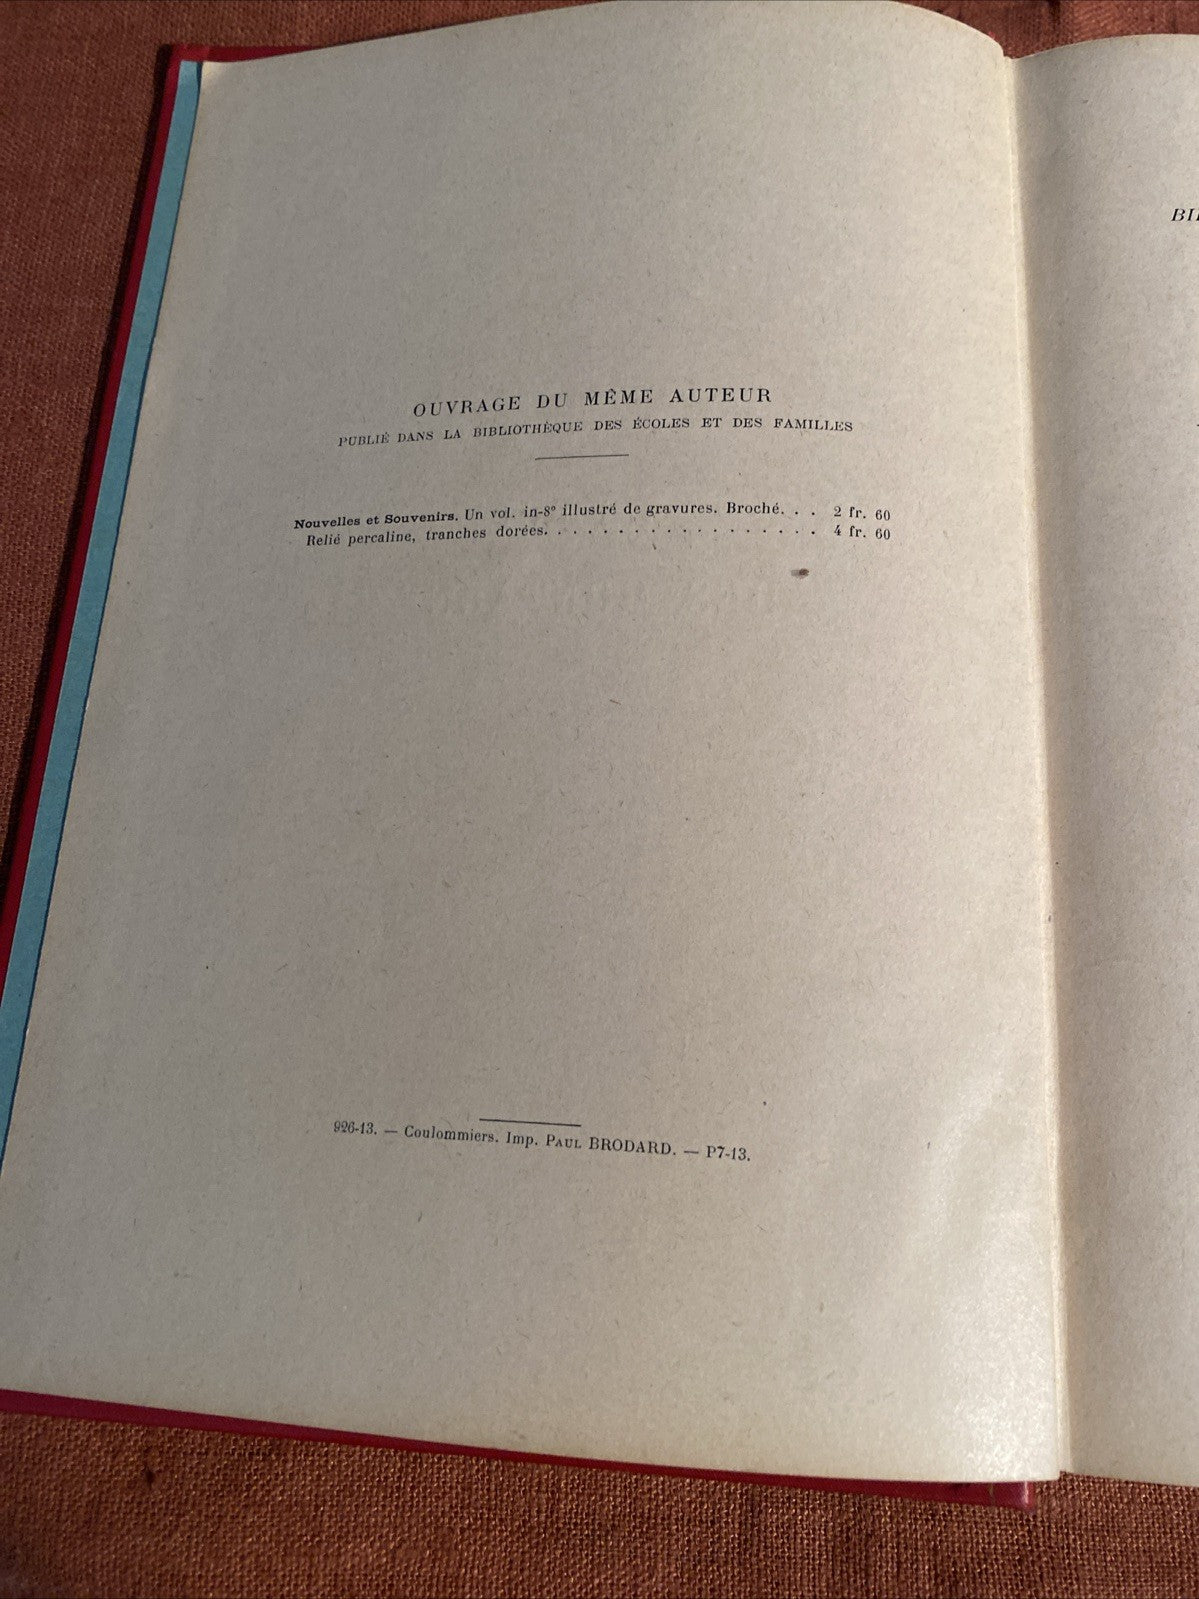 OUVRAGE DU MÊME AUTEUR
PUBLIÉ DANS LA BIBLIOTHÈQUE DES ÉCOLES ET DES FAMILLES
Nouvelles et Souvenirs. Un vol. in-8° illustré de gravures. Broché. . . 2 fr. 60
Relié percaline, tranches dorées. . . . . . . . . . . . . . . . . . 4 fr. 60
926-13. — Coulommiers. Imp. PAUL BRODARD. — P7-13.